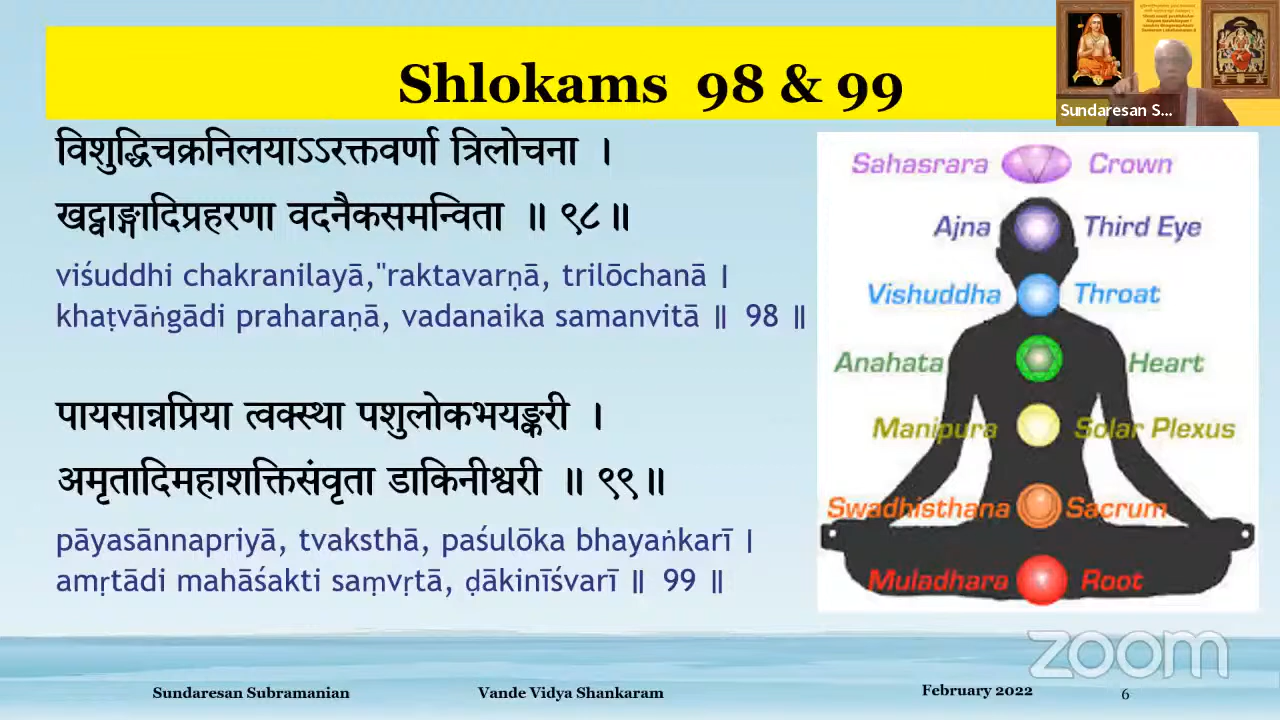 Shlokams 98 & 99
Sundaresan S...
विशुद्धिचक्रनिलयाऽऽरक्तवर्णा त्रिलोचना ।
खट्वाङ्गादिप्रहरणा वदनैकसमन्विता ॥ ९८॥
viśuddhi chakranilayā,"raktavarṇā, trilōchanā |
khaṭvāṅgādi praharaṇā, vadanaika samanvitā ॥ 98 ॥
पायसान्नप्रिया त्वक्स्था पशुलोकभयङ्करी ।
अमृतादिमहाशक्तिसंवृता डाकिनीश्वरी ॥ ९९॥
pāyasānnapriyā, tvaksthā, paśulōka bhayaṅkarī |
amṛtādi mahāśakti saṃvṛtā, ḍākinīśvarī ॥ 99 ॥
Sahasrara Crown
Ajna Third Eye
Vishuddha Throat
Anahata Heart
Manipura Solar Plexus
Swadhisthana Sacrum
Muladhara Root
zoom
Sundaresan Subramanian Vande Vidya Shankaram February 2022 6